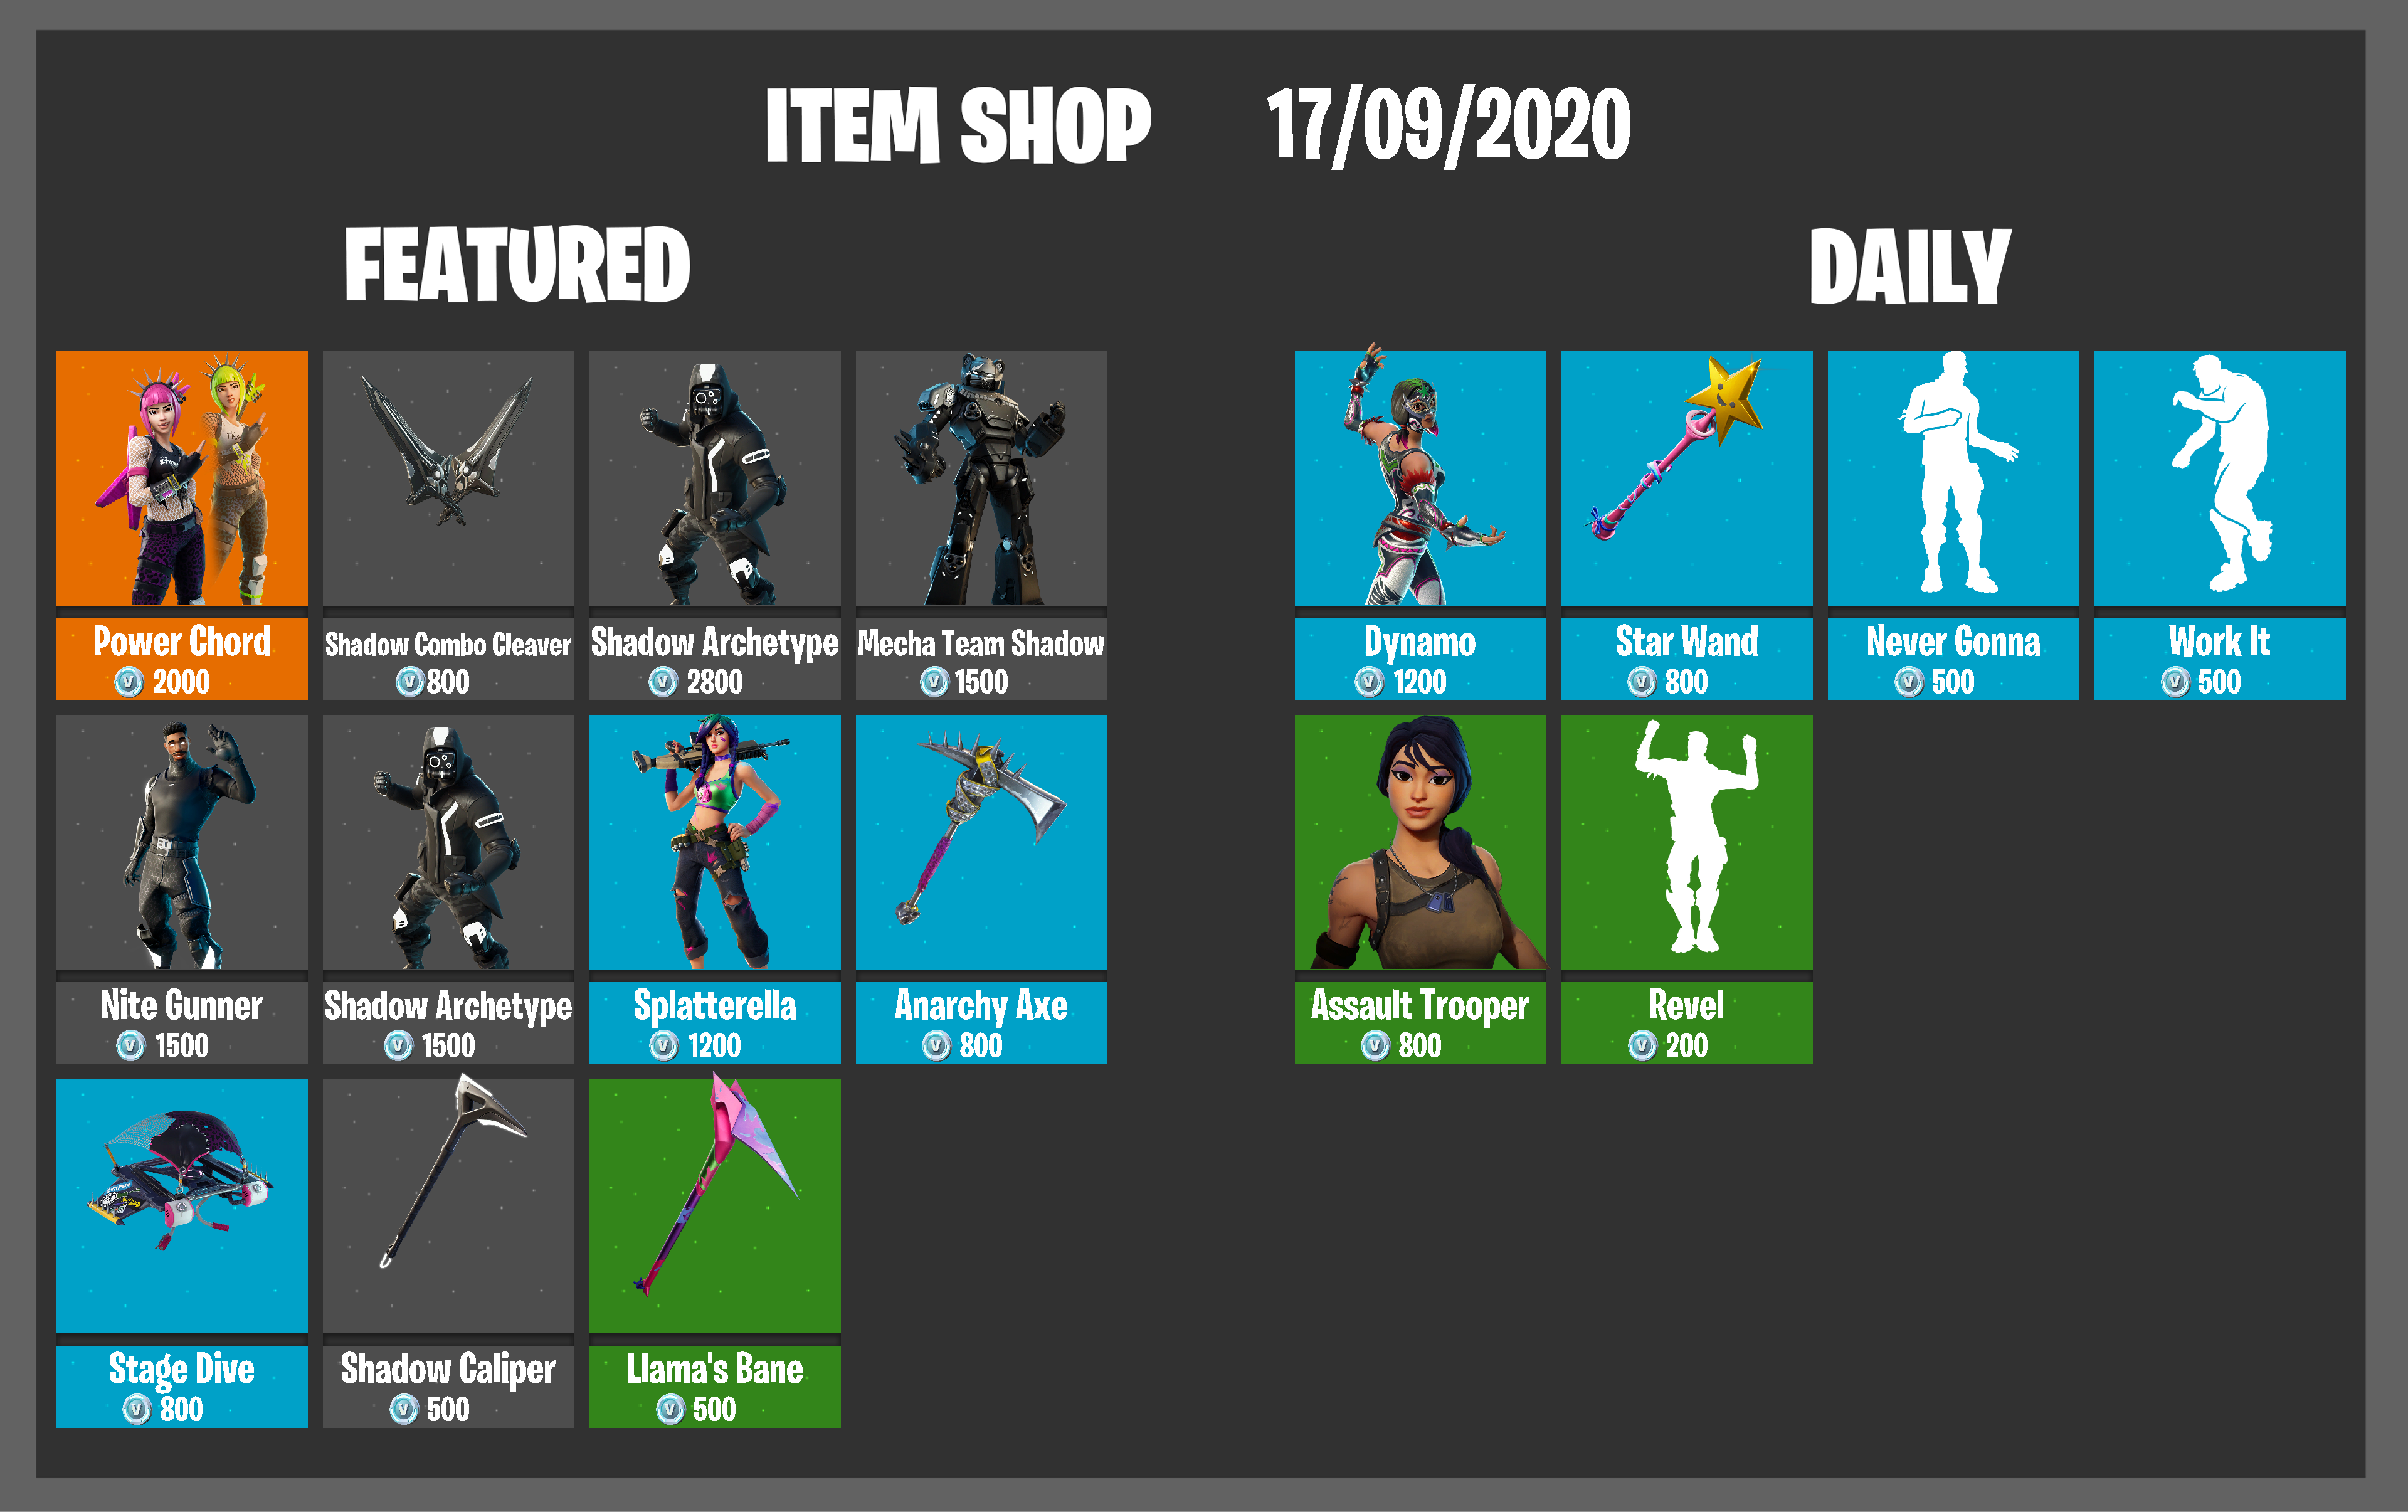 ITEM SHOP 17/09/2020
FEATURED
Power Chord
2000
Shadow Combo Cleaver
800
Shadow Archetype
2800
Mecha Team Shadow
1500
Nite Gunner
1500
Shadow Archetype
1500
Splatterella
1200
Anarchy Axe
800
Stage Dive
800
Shadow Caliper
500
Llama's Bane
500
DAILY
Dynamo
1200
Star Wand
800
Never Gonna
500
Work It
500
Assault Trooper
800
Revel
200